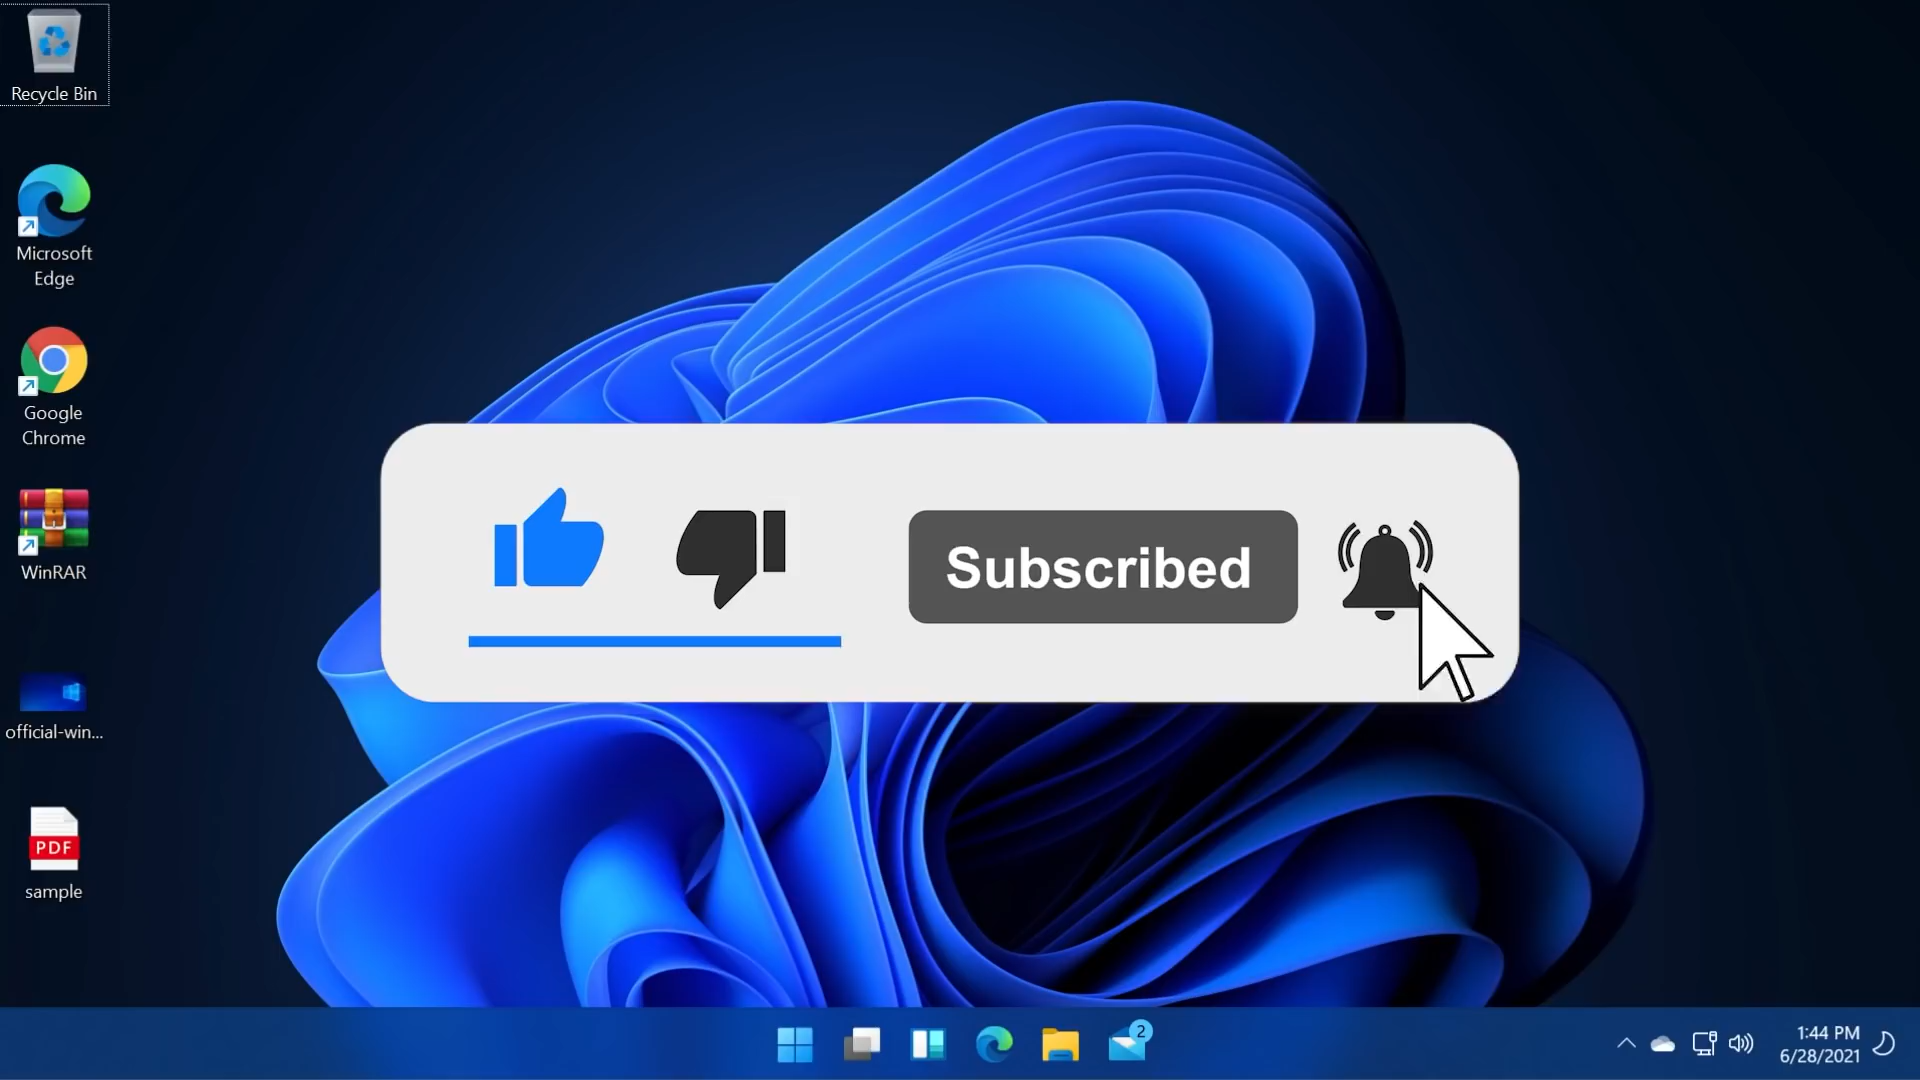 Recycle Bin
Microsoft
Edge
Google
Chrome
WinRAR
official-win...
PDF
sample
Subscribed
2
1:44 PM
6/28/2021